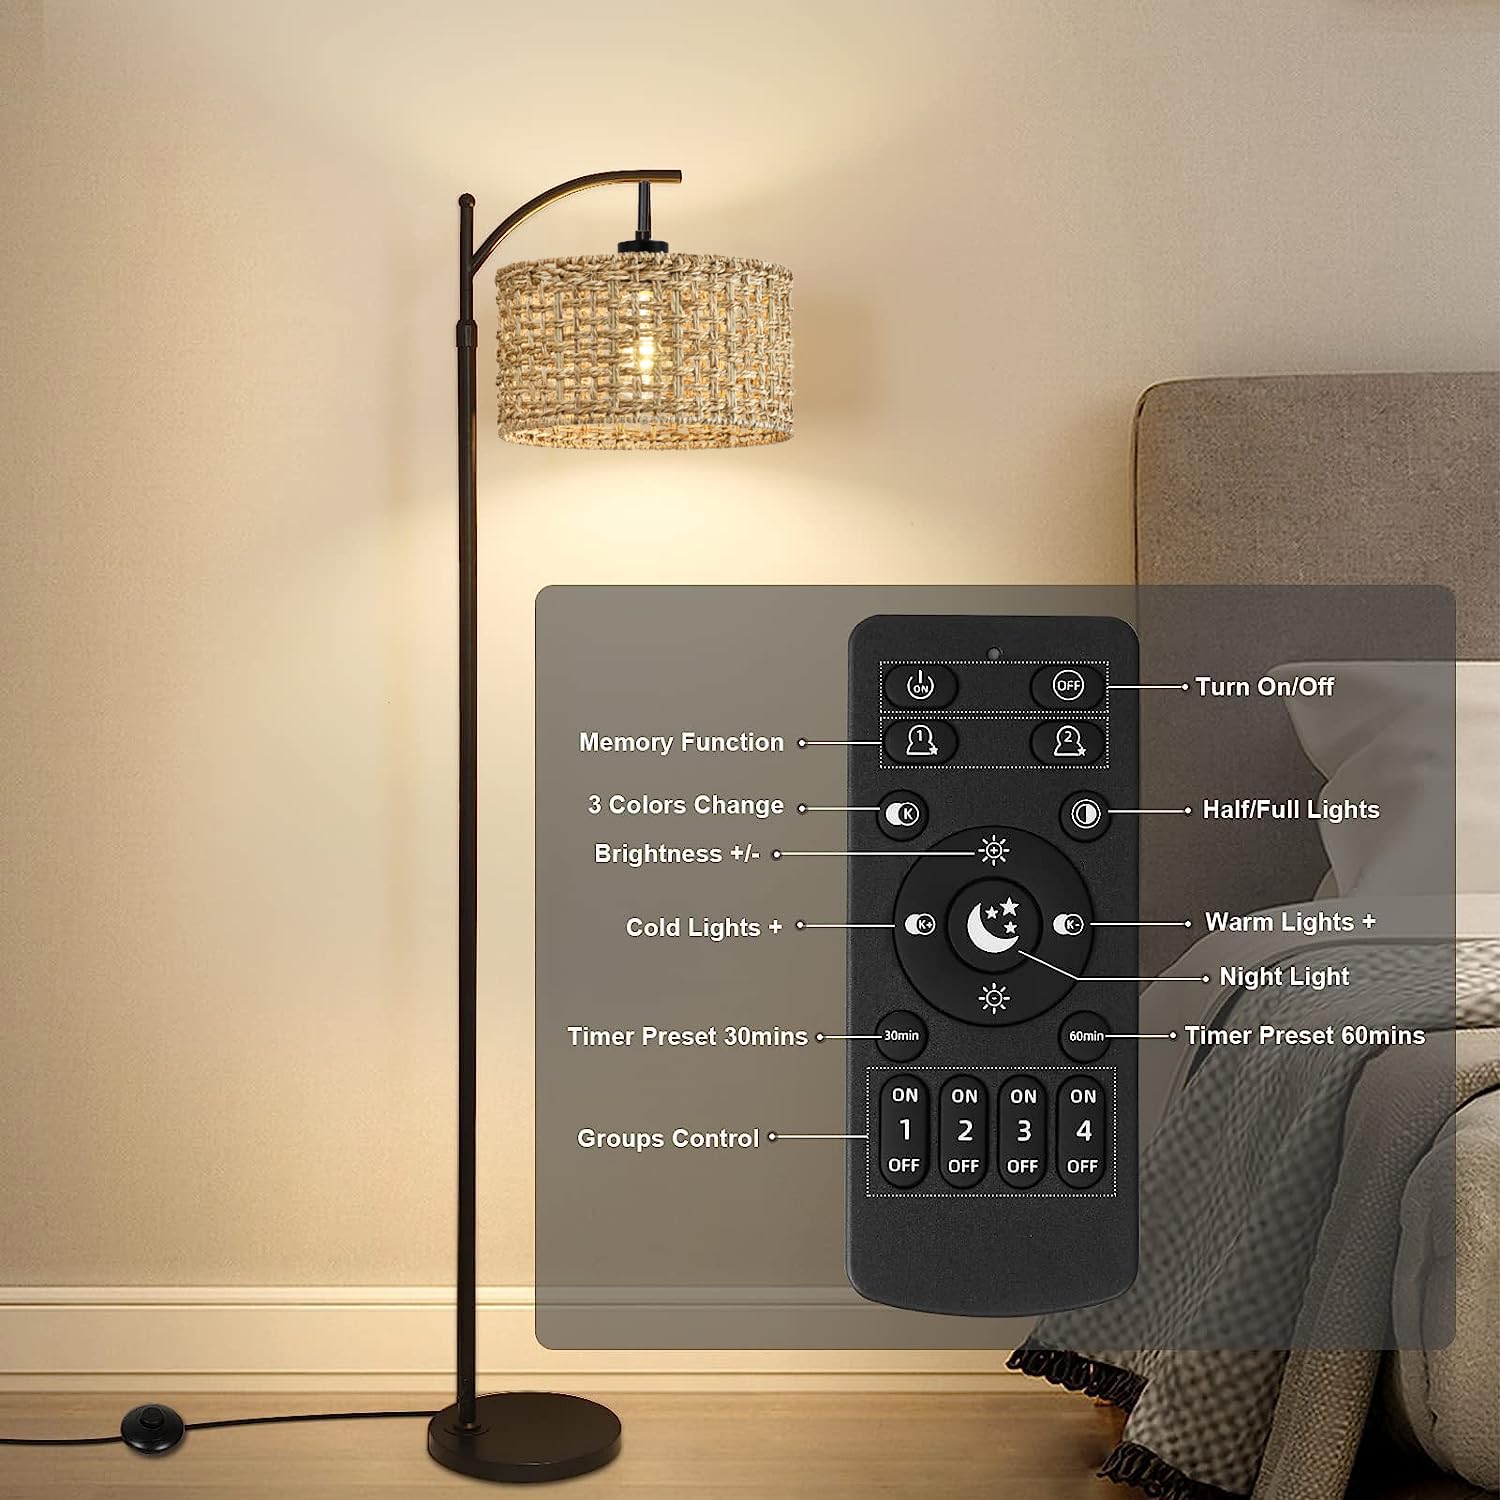 ON OFF
Turn On/Off
Memory Function
1 2
3 Colors Change
K
Half/Full Lights
Brightness +/-
Cold Lights +
K+ K-
Warm Lights +
Night Light
Timer Preset 30mins
30min 60min
Timer Preset 60mins
Groups Control
ON ON ON ON
1 2 3 4
OFF OFF OFF OFF